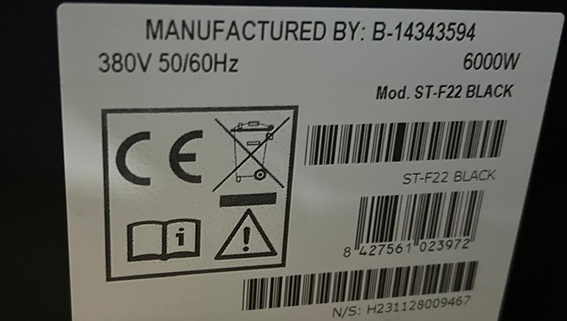 MANUFACTURED BY: B-14343594
380V 50/60Hz 6000W
Mod. ST-F22 BLACK
CE
ST-F22 BLACK
i
8 427561 023972
N/S: H231128009467